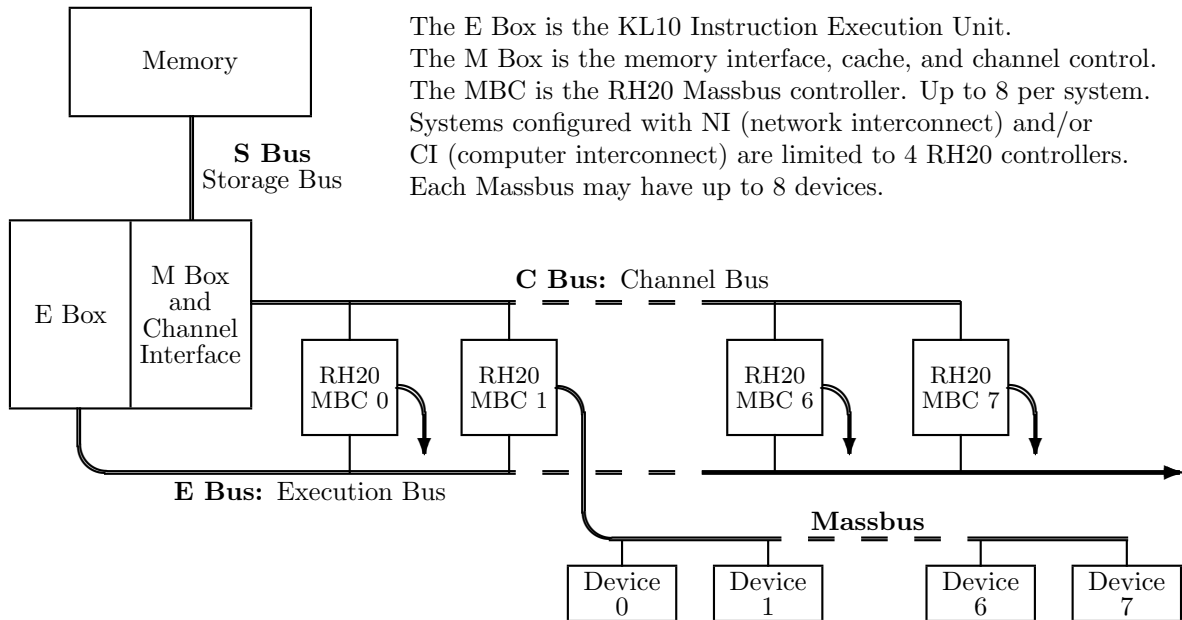 The E Box is the KL10 Instruction Execution Unit.
The M Box is the memory interface, cache, and channel control.
The MBC is the RH20 Massbus controller. Up to 8 per system.
Systems configured with NI (network interconnect) and/or
CI (computer interconnect) are limited to 4 RH20 controllers.
Each Massbus may have up to 8 devices.
Memory
S Bus
Storage Bus
E Box
M Box
and
Channel
Interface
C Bus: Channel Bus
RH20
MBC 0
RH20
MBC 1
RH20
MBC 6
RH20
MBC 7
E Bus: Execution Bus
Massbus
Device
0
Device
1
Device
6
Device
7